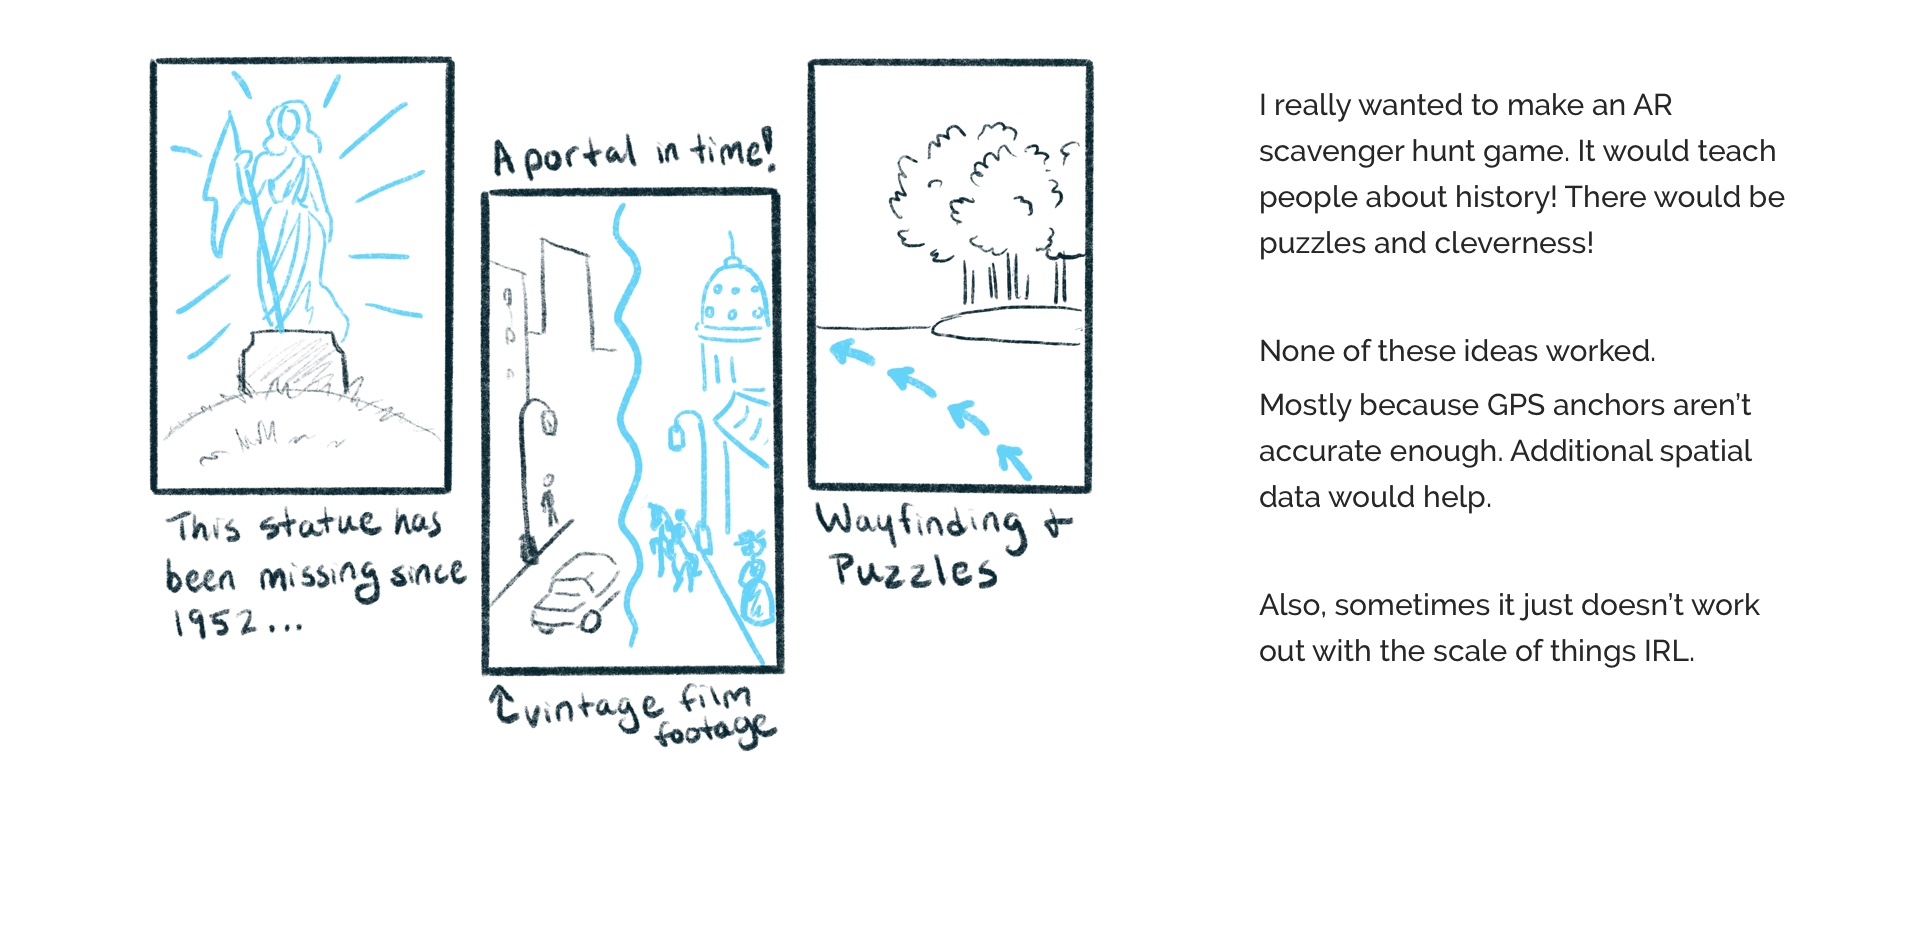 This statue has
been missing since
1952...
A portal in time!
vintage film
footage
Wayfinding +
Puzzles
I really wanted to make an AR
scavenger hunt game. It would teach
people about history! There would be
puzzles and cleverness!
None of these ideas worked.
Mostly because GPS anchors aren’t
accurate enough. Additional spatial
data would help.
Also, sometimes it just doesn’t work
out with the scale of things IRL.